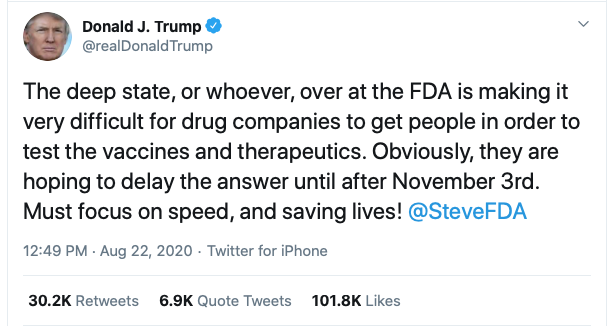 Donald J. Trump
@realDonaldTrump
The deep state, or whoever, over at the FDA is making it
very difficult for drug companies to get people in order to
test the vaccines and therapeutics. Obviously, they are
hoping to delay the answer until after November 3rd.
Must focus on speed, and saving lives! @SteveFDA
12:49 PM · Aug 22, 2020 · Twitter for iPhone
30.2K Retweets 6.9K Quote Tweets 101.8K Likes